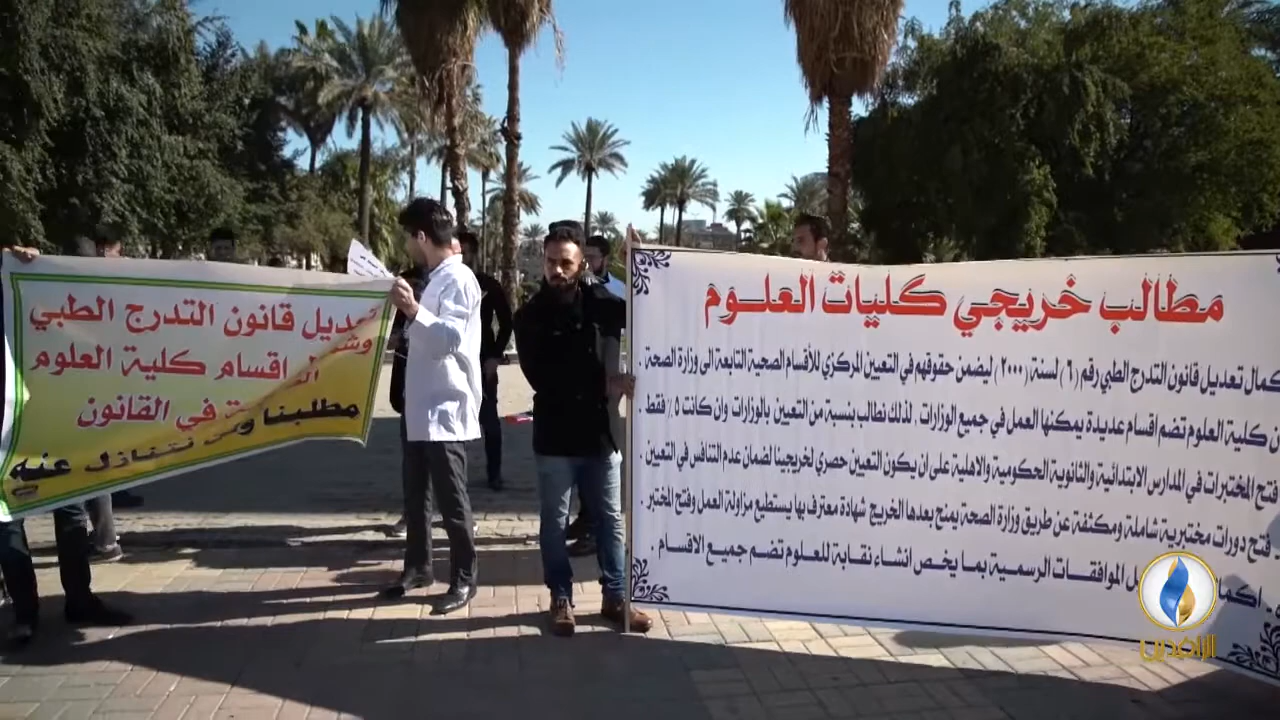 تعديل قانون التدرج الطبي
اقسام كلية العلوم
في القانون
مطلبنا ولن نتنازل عنه
مطالب خريجي كليات العلوم
كمال تعديل قانون التدرج الطبي رقم (٦) لسنة (٢٠٠٠) ليضمن حقوقهم في التعيين المركزي للأقسام الصحية التابعة الى وزارة الصحة .
ن كلية العلوم تضم اقسام عديدة يمكنها العمل في جميع الوزارات . لذلك نطالب بنسبة من التعيين بالوزارات وان كانت ٥٪ فقط .
فتح المختبرات في المدارس الابتدائية والثانوية الحكومية والاهلية على ان يكون التعيين حصري لخريجينا لضمان عدم التنافس في التعيين .
فتح دورات مختبرية شاملة ومكثفة عن طريق وزارة الصحة يمنح بعدها الخريج شهادة معترف بها يستطيع مزاولة العمل وفتح المختبر .
. اكمال الموافقات الرسمية بما يخص انشاء نقابة للعلوم تضم جميع الاقسام .
الرافدين